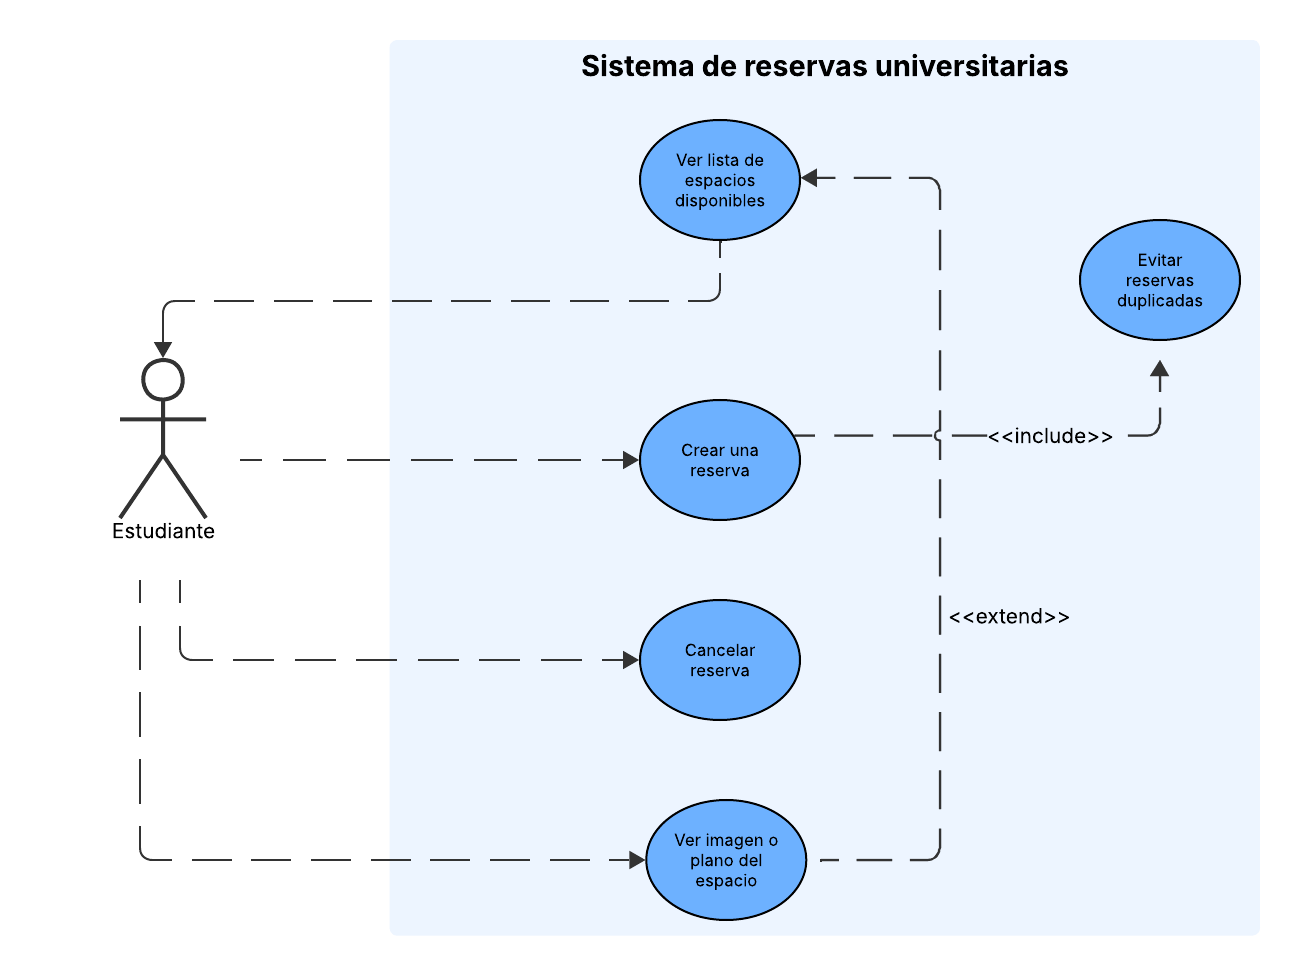 Sistema de reservas universitarias
Ver lista de
espacios
disponibles
Evitar
reservas
duplicadas
Crear una
reserva
<<include>>
Estudiante
<<extend>>
Cancelar
reserva
Ver imagen o
plano del
espacio